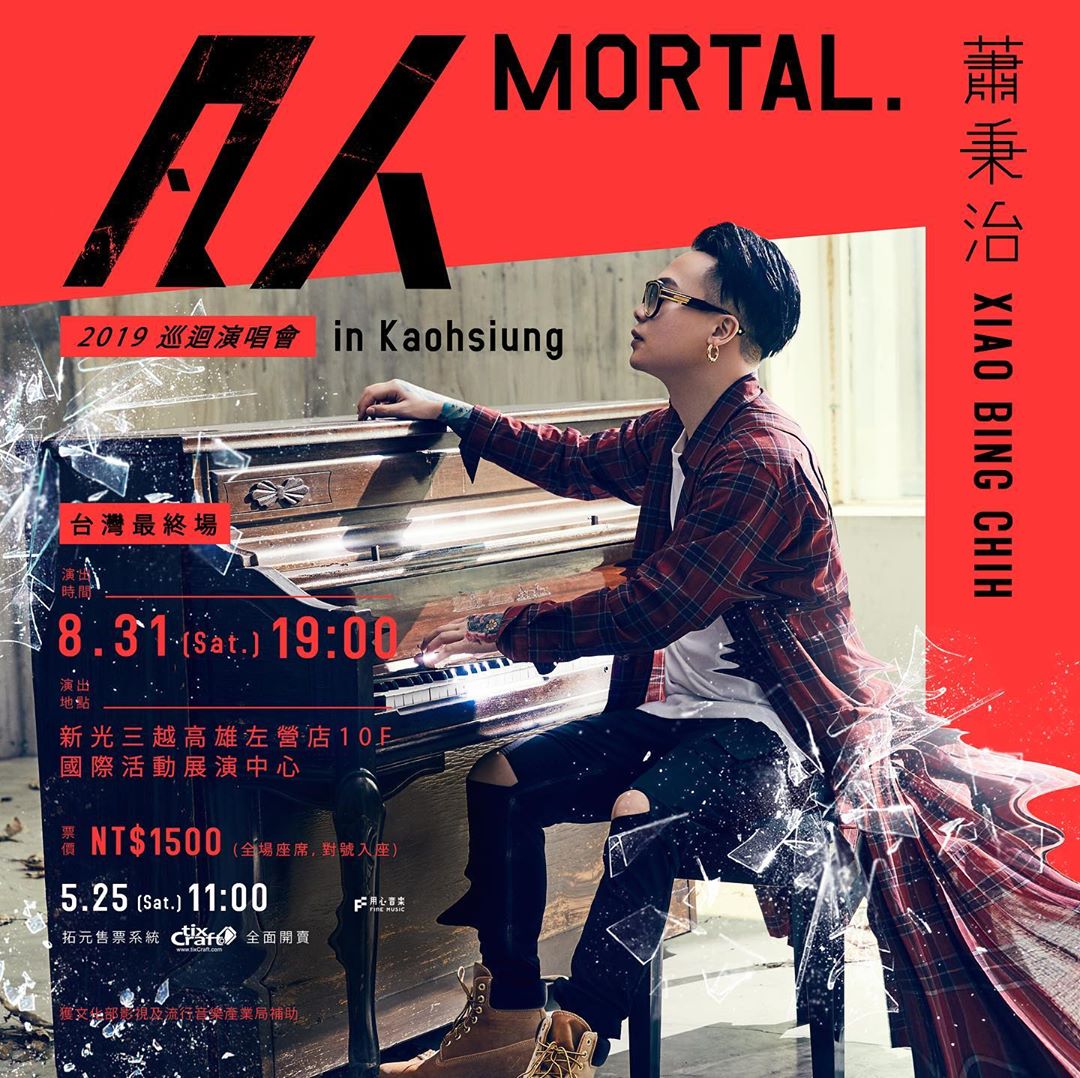 凡人
MORTAL.
蕭秉治 XIAO BING CHIH
2019 巡迴演唱會 in Kaohsiung
台灣最終場
演出
時間
8.31 (Sat.) 19:00
演出
地點
新光三越高雄左營店10F
國際活動展演中心
票價 NT$1500 (全場座席, 對號入座)
5.25 (Sat.) 11:00
用心音樂
FINE MUSIC
拓元售票系統 tixCraft 全面開賣
www.tixCraft.com
獲文化部影視及流行音樂產業局補助